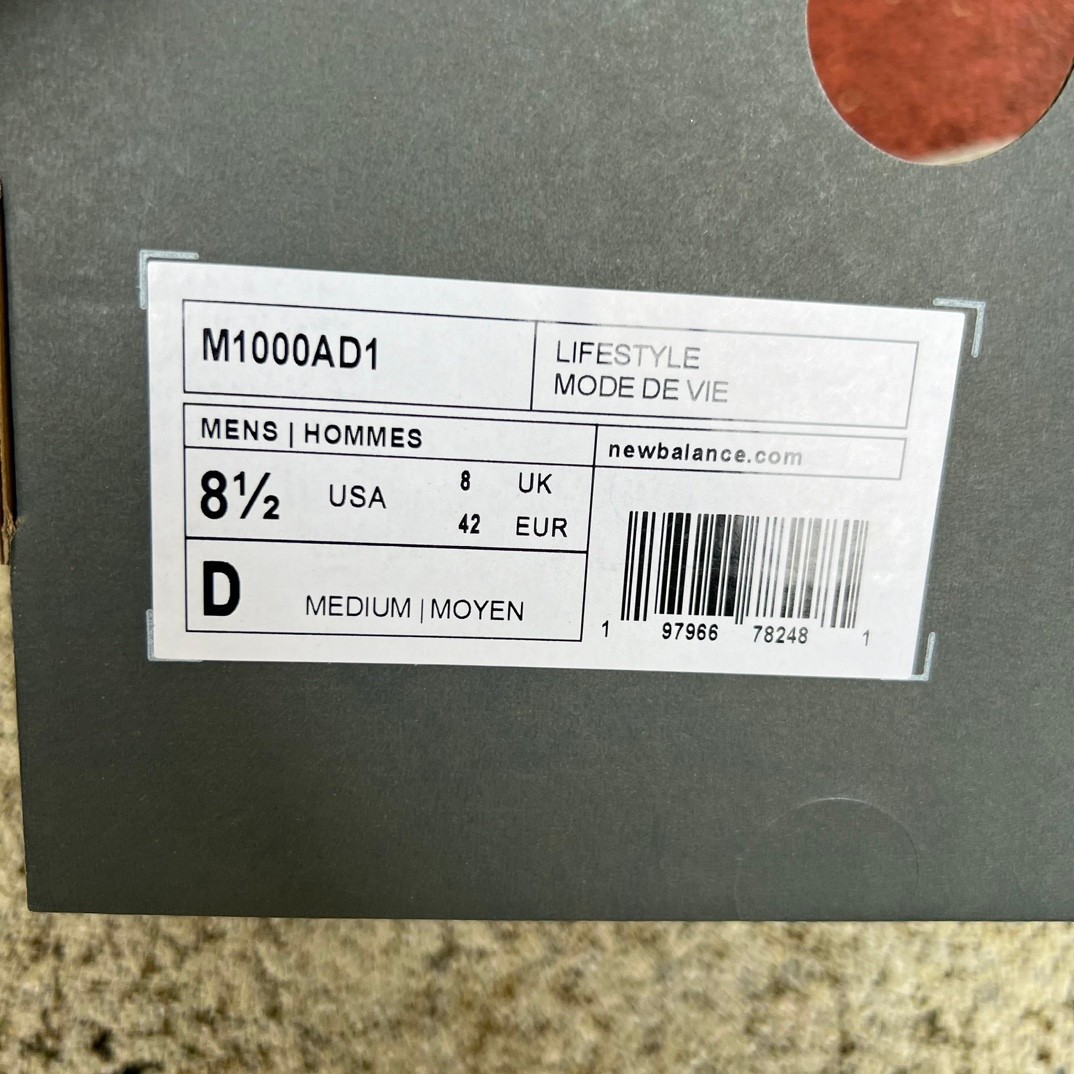 M1000AD1
LIFESTYLE
MODE DE VIE
MENS | HOMMES
newbalance.com
8½ USA
8 UK
42 EUR
D MEDIUM | MOYEN
1 97966 78248 1